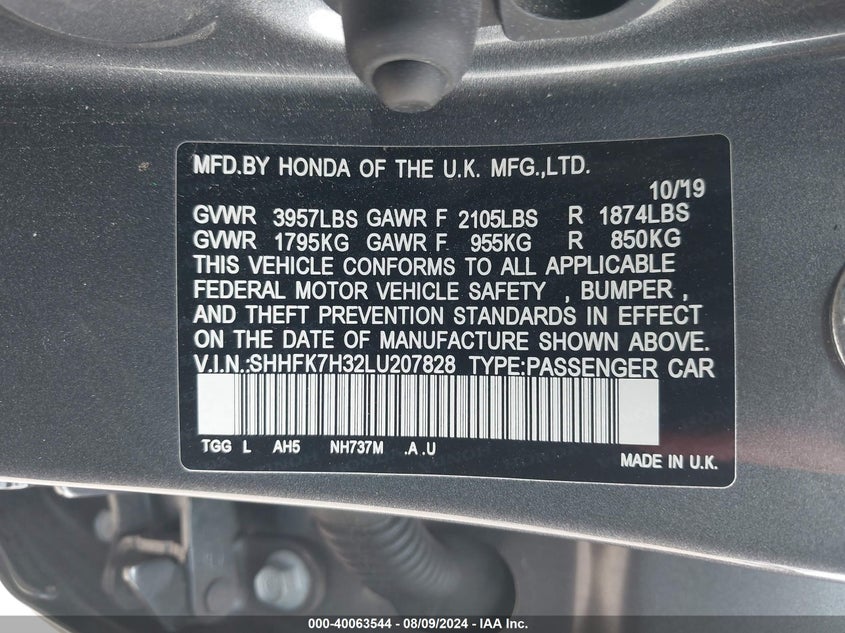 MFD.BY HONDA OF THE U.K. MFG.,LTD.
10/'19
GVWR 3957LBS GAWR F 2105LBS R 1874LBS
GVWR 1795KG GAWR F 955KG R 850KG
THIS VEHICLE CONFORMS TO ALL APPLICABLE
FEDERAL MOTOR VEHICLE SAFETY , BUMPER ,
AND THEFT PREVENTION STANDARDS IN EFFECT
ON THE DATE OF MANUFACTURE SHOWN ABOVE.
V.I.N.:SHHFK7H32LU207828 TYPE:PASSENGER CAR
TGG L AH5 NH737M .A .U
MADE IN U.K.
000-40063544 - 08/09/2024 - IAA Inc.